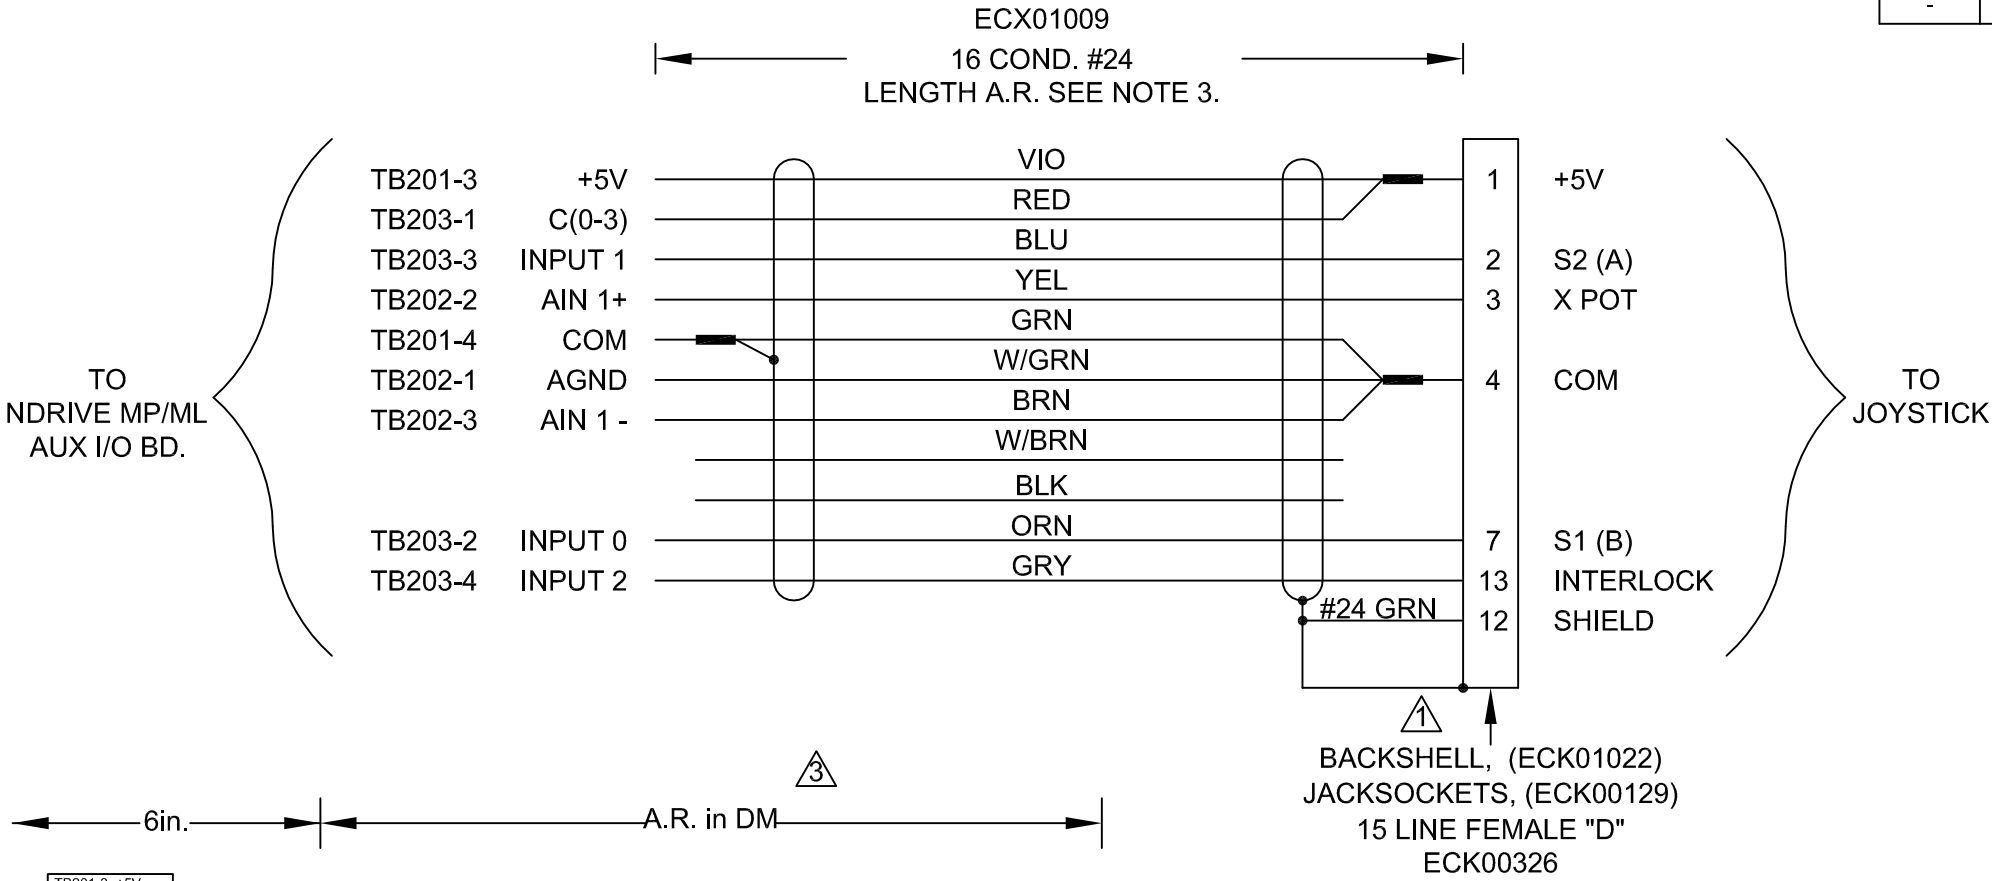 ECX01009
-
16 COND. #24
LENGTH A.R. SEE NOTE 3.
VIO
TB201-3 +5V 1 +5V
RED
TB203-1 C(0-3)
BLU
TB203-3 INPUT 1 2 S2 (A)
YEL
TB202-2 AIN 1+ 3 X POT
GRN
TB201-4 COM
W/GRN
TB202-1 AGND 4 COM
BRN
TB202-3 AIN 1 -
W/BRN
TO
NDRIVE MP/ML
AUX I/O BD.
TO
JOYSTICK
BLK
ORN
TB203-2 INPUT 0 7 S1 (B)
GRY
TB203-4 INPUT 2 13 INTERLOCK
#24 GRN 12 SHIELD
1
BACKSHELL, (ECK01022)
JACKSOCKETS, (ECK00129)
15 LINE FEMALE "D"
ECK00326
3
6in. A.R. in DM